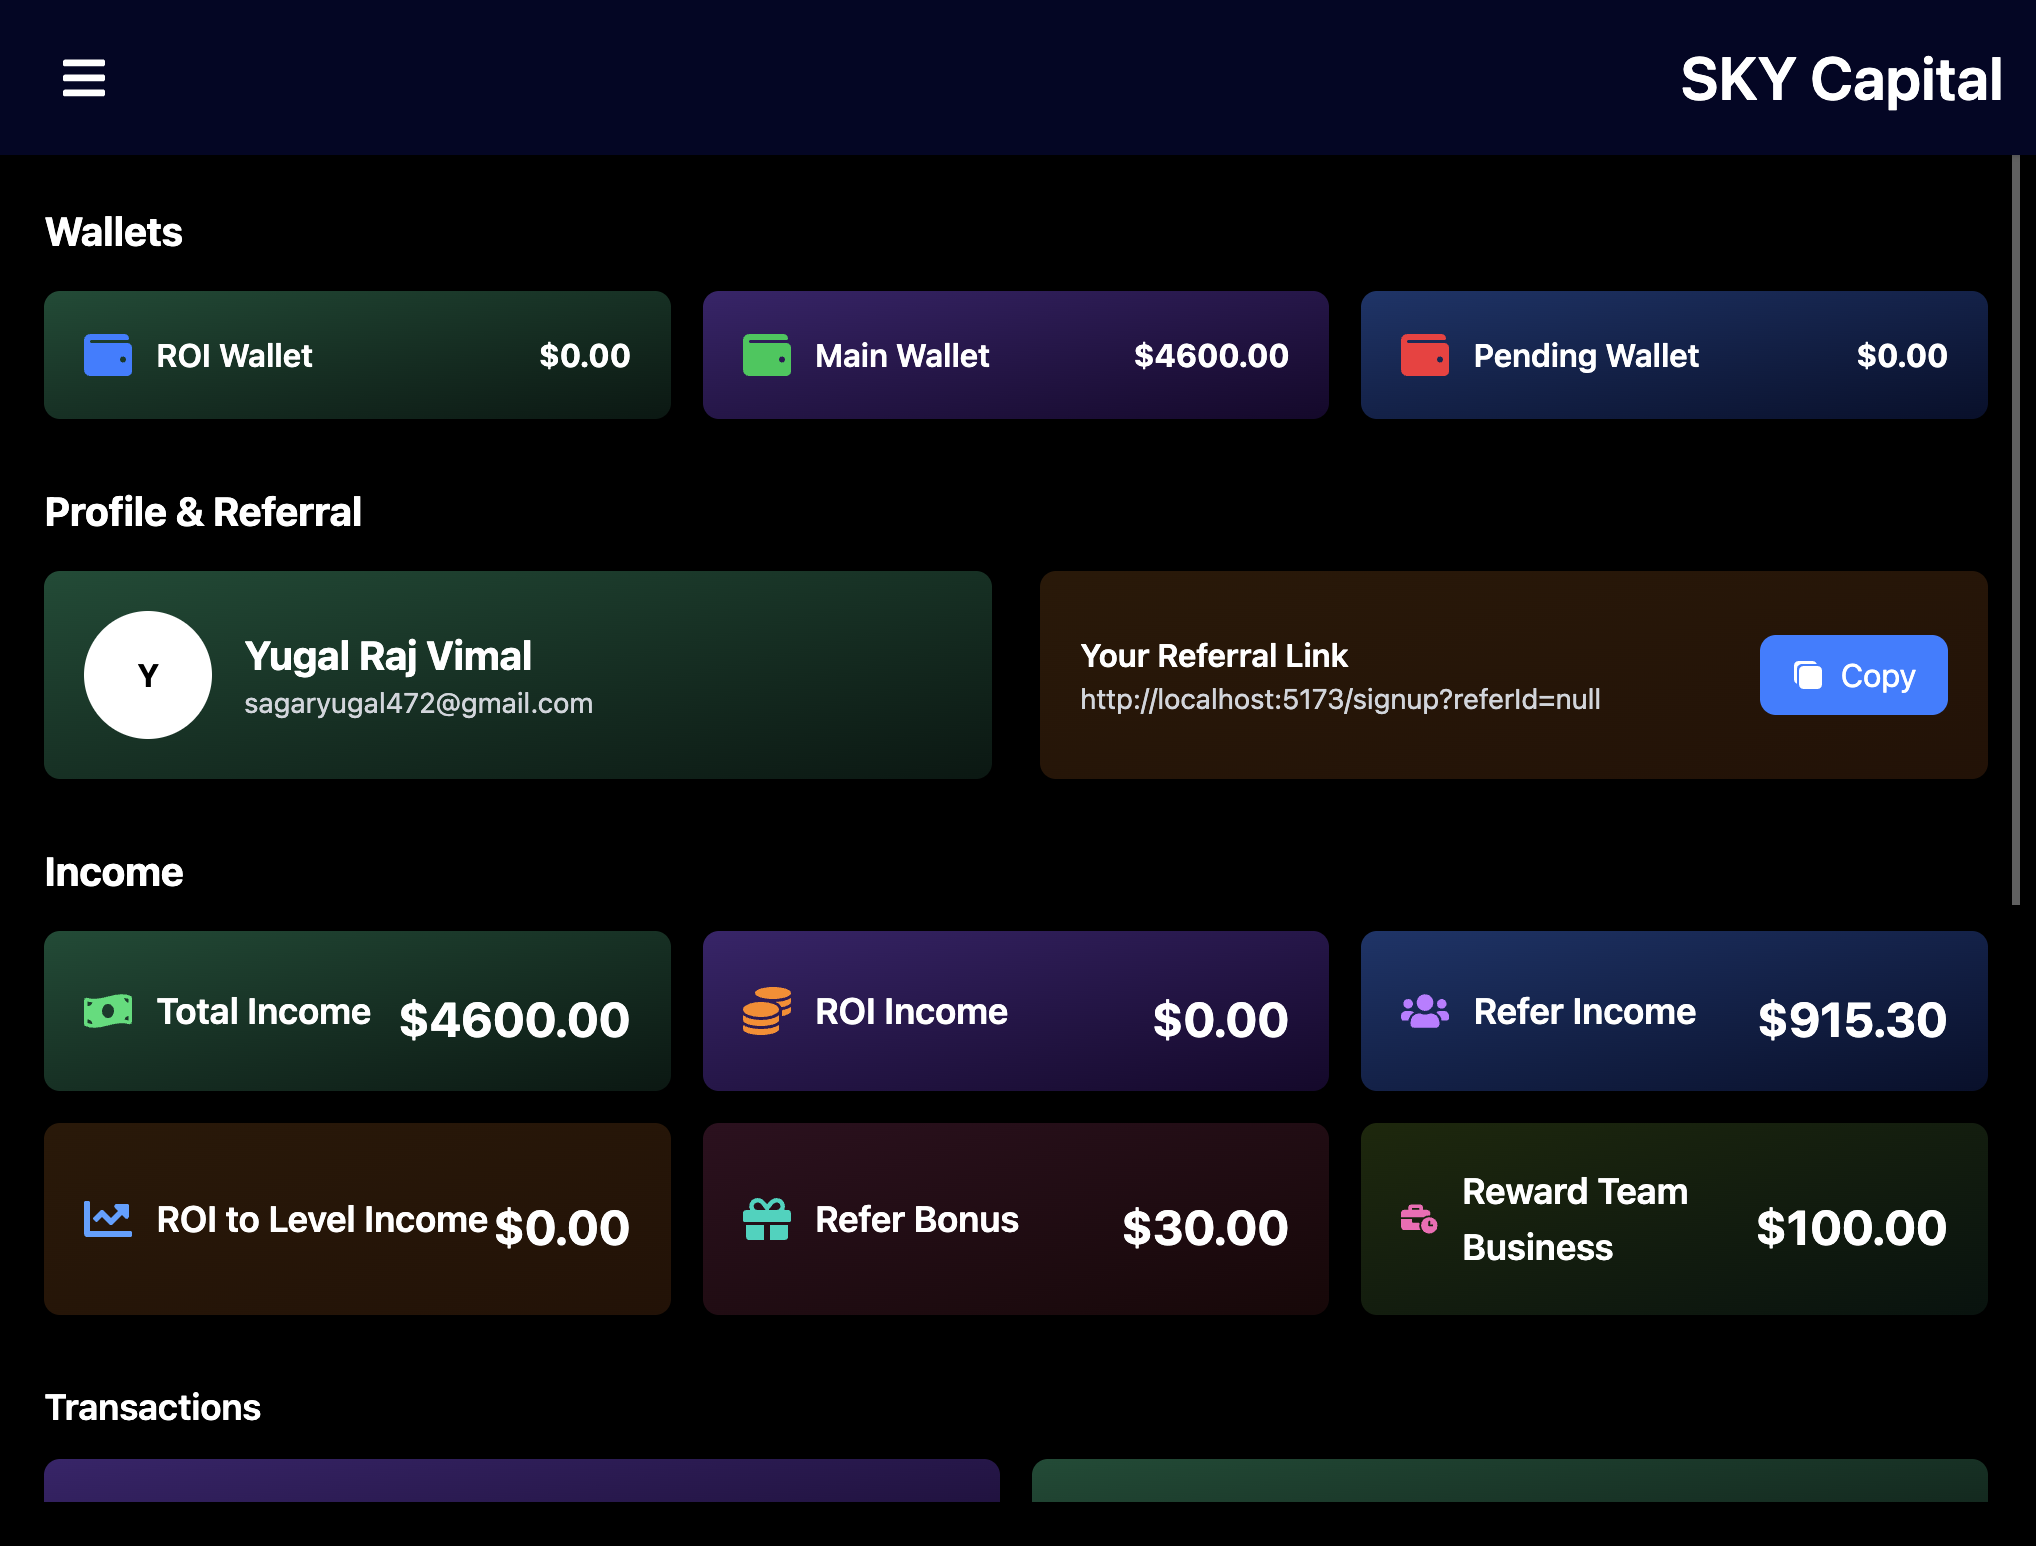 SKY Capital
Wallets
ROI Wallet $0.00
Main Wallet $4600.00
Pending Wallet $0.00
Profile & Referral
Y
Yugal Raj Vimal
sagaryugal472@gmail.com
Your Referral Link
http://localhost:5173/signup?referId=null
Copy
Income
Total Income $4600.00
ROI Income $0.00
Refer Income $915.30
ROI to Level Income $0.00
Refer Bonus $30.00
Reward Team
Business
$100.00
Transactions